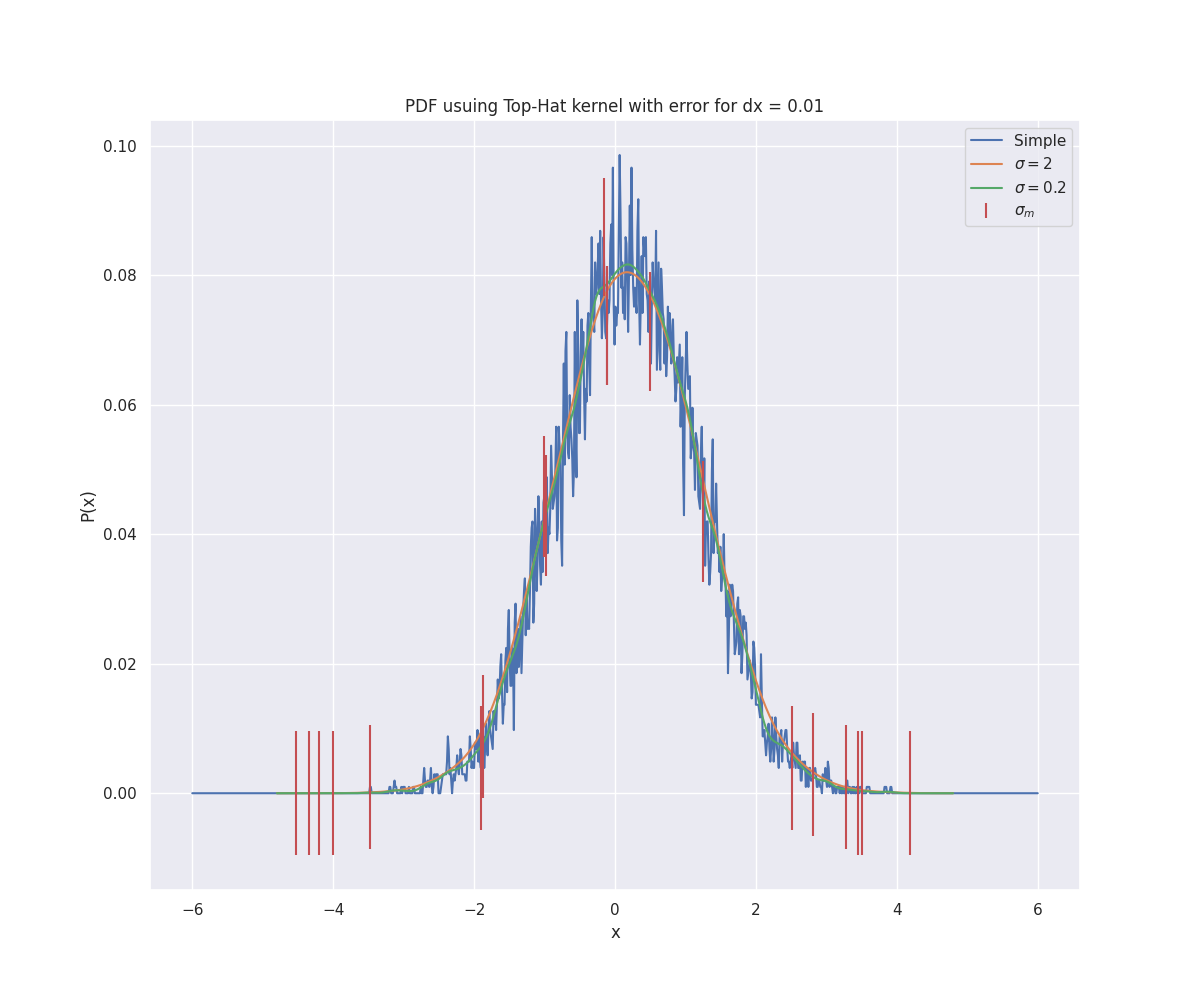 PDF usuing Top-Hat kernel with error for dx = 0.01
Simple
σ = 2
σ = 0.2
σₘ
0.10
0.08
0.06
0.04
0.02
0.00
P(x)
−6 −4 −2 0 2 4 6
x